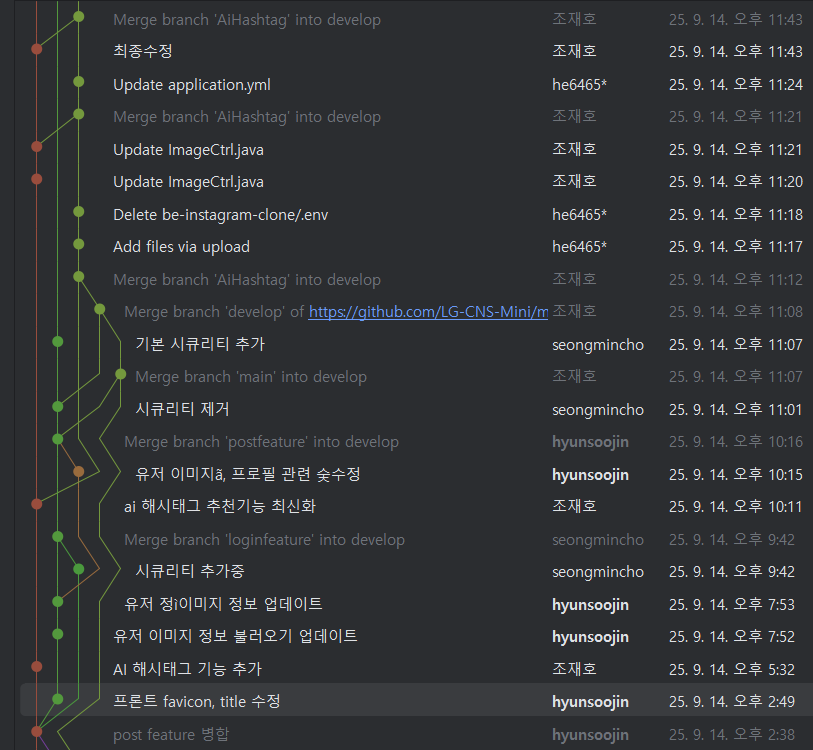 Merge branch 'AiHashtag' into develop 조재호 25. 9. 14. 오후 11:43
최종수정 조재호 25. 9. 14. 오후 11:43
Update application.yml he6465* 25. 9. 14. 오후 11:24
Merge branch 'AiHashtag' into develop 조재호 25. 9. 14. 오후 11:21
Update ImageCtrl.java 조재호 25. 9. 14. 오후 11:21
Update ImageCtrl.java 조재호 25. 9. 14. 오후 11:20
Delete be-instagram-clone/.env he6465* 25. 9. 14. 오후 11:18
Add files via upload he6465* 25. 9. 14. 오후 11:17
Merge branch 'AiHashtag' into develop 조재호 25. 9. 14. 오후 11:12
Merge branch 'develop' of https://github.com/LG-CNS-Mini/m 조재호 25. 9. 14. 오후 11:08
기본 시큐리티 추가 seongmincho 25. 9. 14. 오후 11:07
Merge branch 'main' into develop 조재호 25. 9. 14. 오후 11:07
시큐리티 제거 seongmincho 25. 9. 14. 오후 11:01
Merge branch 'postfeature' into develop hyunsoojin 25. 9. 14. 오후 10:16
유저 이미지ã, 프로필 관련 숮수정 hyunsoojin 25. 9. 14. 오후 10:15
ai 해시태그 추천기능 최신화 조재호 25. 9. 14. 오후 10:11
Merge branch 'loginfeature' into develop seongmincho 25. 9. 14. 오후 9:42
시큐리티 추가중 seongmincho 25. 9. 14. 오후 9:42
유저 정ì이미지 정보 업데이트 hyunsoojin 25. 9. 14. 오후 7:53
유저 이미지 정보 불러오기 업데이트 hyunsoojin 25. 9. 14. 오후 7:52
AI 해시태그 기능 추가 조재호 25. 9. 14. 오후 5:32
프론트 favicon, title 수정 hyunsoojin 25. 9. 14. 오후 2:49
post feature 병합 hyunsoojin 25. 9. 14. 오후 2:38